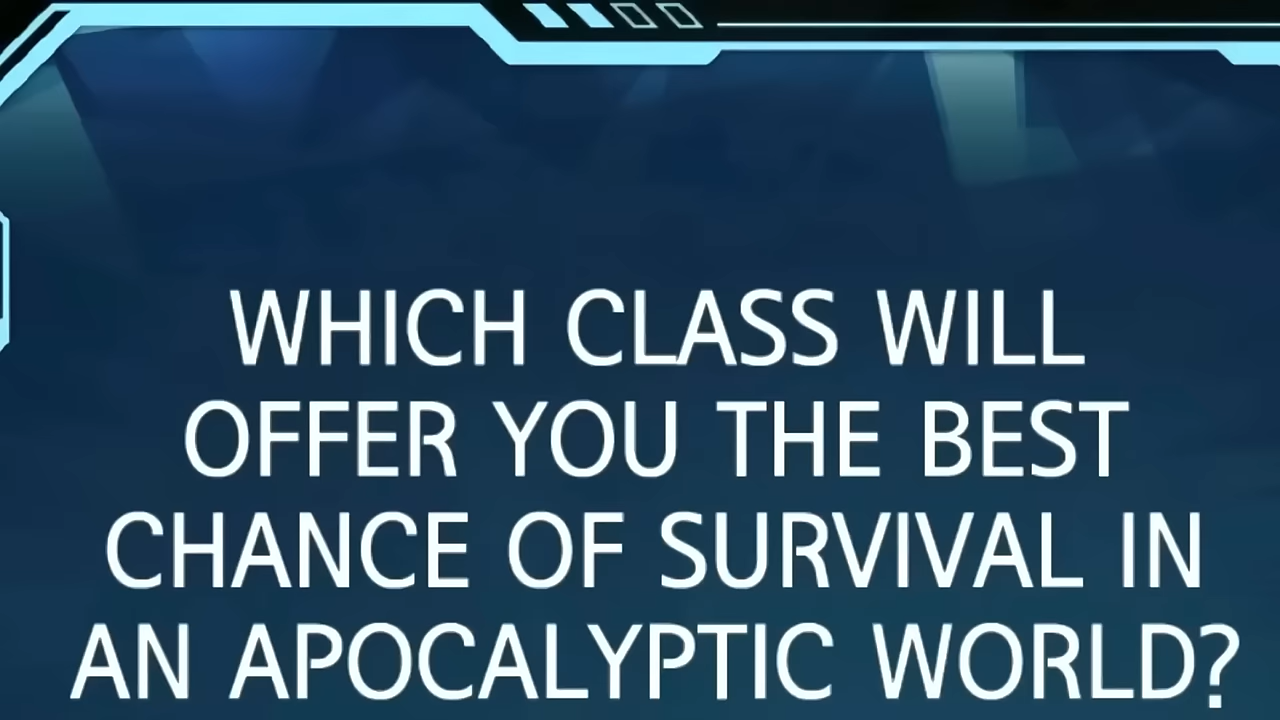 WHICH CLASS WILL
OFFER YOU THE BEST
CHANCE OF SURVIVAL IN
AN APOCALYPTIC WORLD?